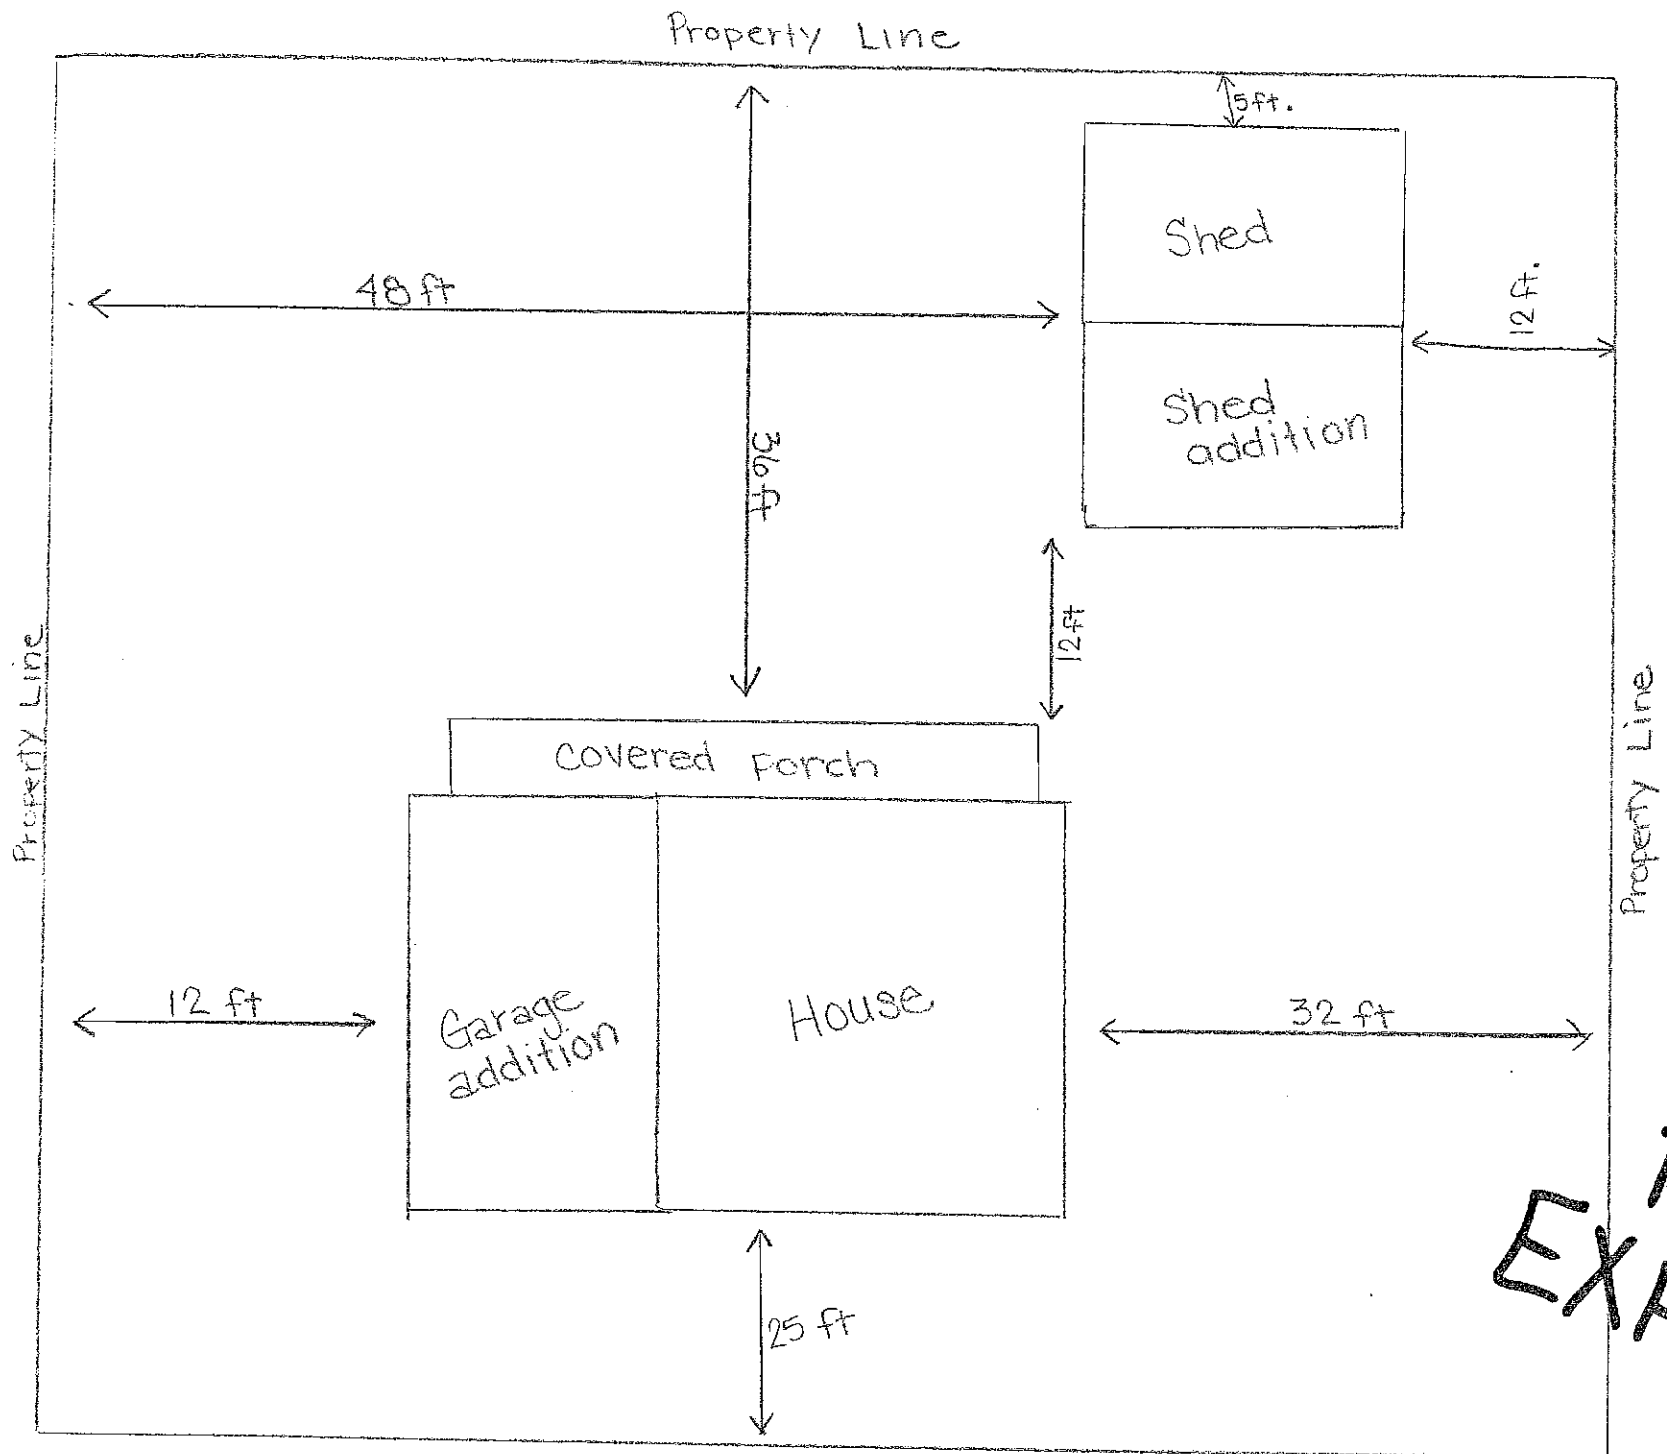 Property Line
5ft.
Shed
48 ft
12 ft.
Shed
addition
36 ft
12 ft
Property Line
Property Line
Covered Porch
12 ft
Garage
addition
House
32 ft
25 ft